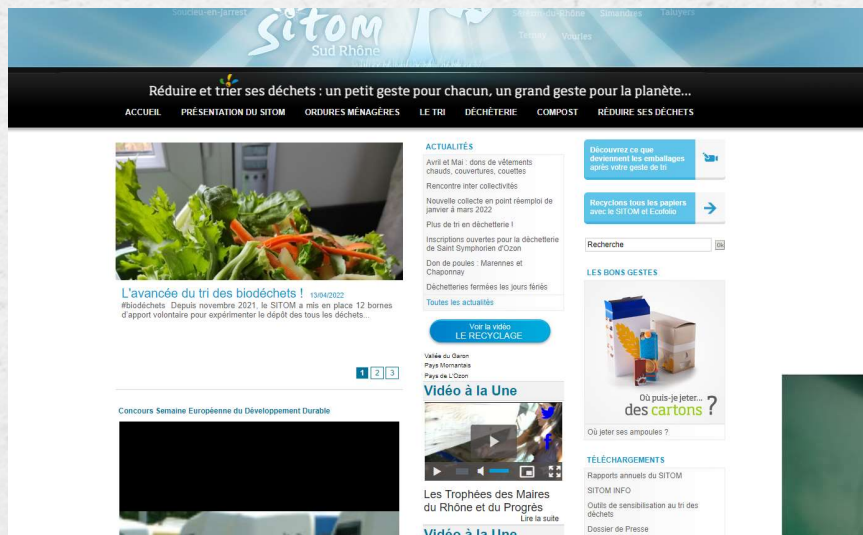 Soucieu-en-Jarrest
Simandres
Taluyers
Ternay
Vourles
sitom
Sud Rhône
Réduire et trier ses déchets : un petit geste pour chacun, un grand geste pour la planète...
ACCUEIL PRÉSENTATION DU SITOM ORDURES MÉNAGÈRES LE TRI DÉCHÈTERIE COMPOST RÉDUIRE SES DÉCHETS
L'avancée du tri des biodéchets ! 13/04/2022
#biodéchets Depuis novembre 2021, le SITOM a mis en place 12 bornes
d'apport volontaire pour expérimenter le dépôt des tous les déchets...
1 2 3
Concours Semaine Européenne du Développement Durable
ACTUALITÉS
Avril et Mai : dons de vêtements
chauds, couvertures, couettes
Rencontre inter collectivités
Nouvelle collecte en point réemploi de
janvier à mars 2022
Plus de tri en déchetterie !
Inscriptions ouvertes pour la déchetterie
de Saint Symphorien d'Ozon
Don de poules : Marennes et
Chaponnay
Déchetteries fermées les jours fériés
Toutes les actualités
Voir la vidéo
LE RECYCLAGE
Vallée du Garon
Pays Mornantais
Pays de L'Ozon
Vidéo à la Une
Les Trophées des Maires
du Rhône et du Progrès
Lire la suite
Vidéo à la Une
Découvrez ce que
deviennent les emballages
après votre geste de tri
Recyclons tous les papiers
avec le SITOM et Ecofolio
Recherche
Ok
LES BONS GESTES
Où puis-je jeter...
des cartons ?
Où jeter ses ampoules ?
TÉLÉCHARGEMENTS
Rapports annuels du SITOM
SITOM INFO
Outils de sensibilisation au tri des
déchets
Dossier de Presse